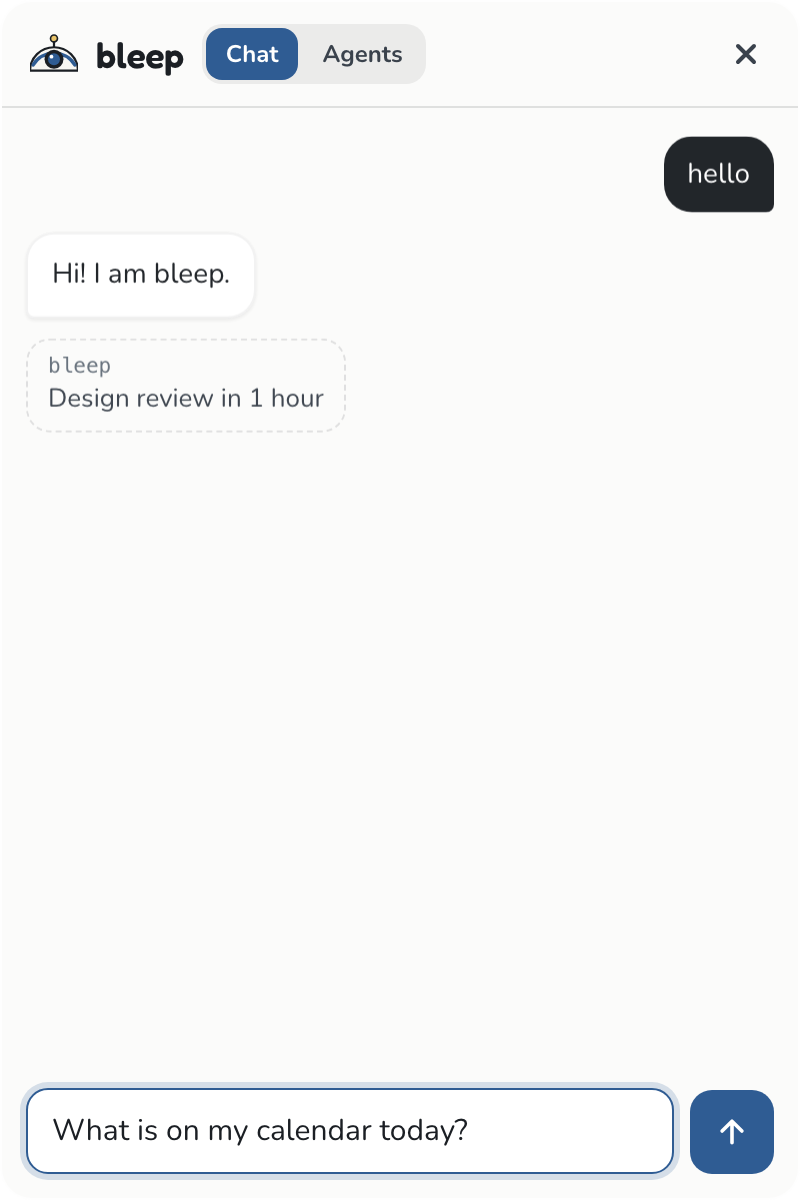 bleep
Chat
Agents
hello
Hi! I am bleep.
bleep
Design review in 1 hour
What is on my calendar today?